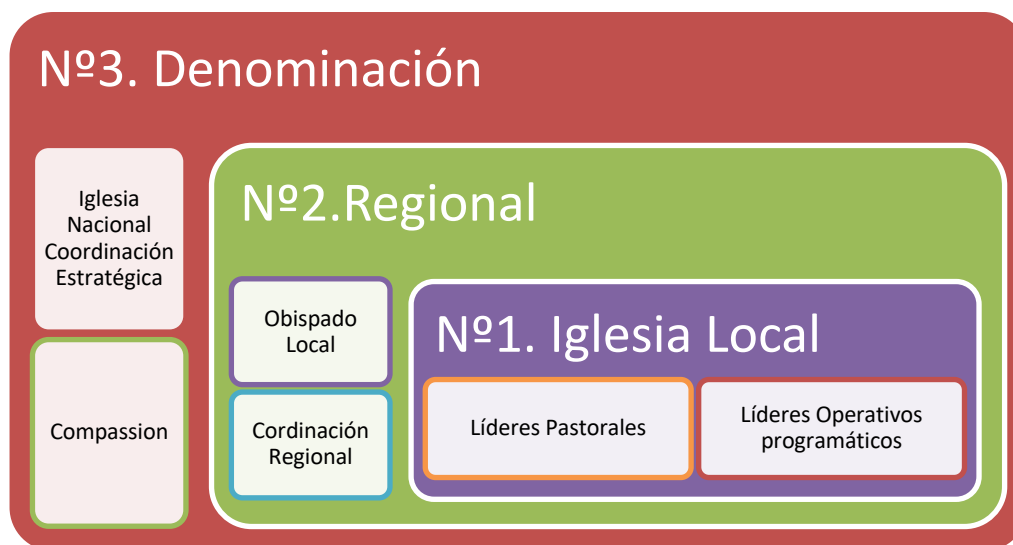 Nº3. Denominación
Iglesia
Nacional
Coordinación
Estratégica
Compassion
Nº2.Regional
Obispado
Local
Cordinación
Regional
Nº1. Iglesia Local
Líderes Pastorales
Líderes Operativos
programáticos